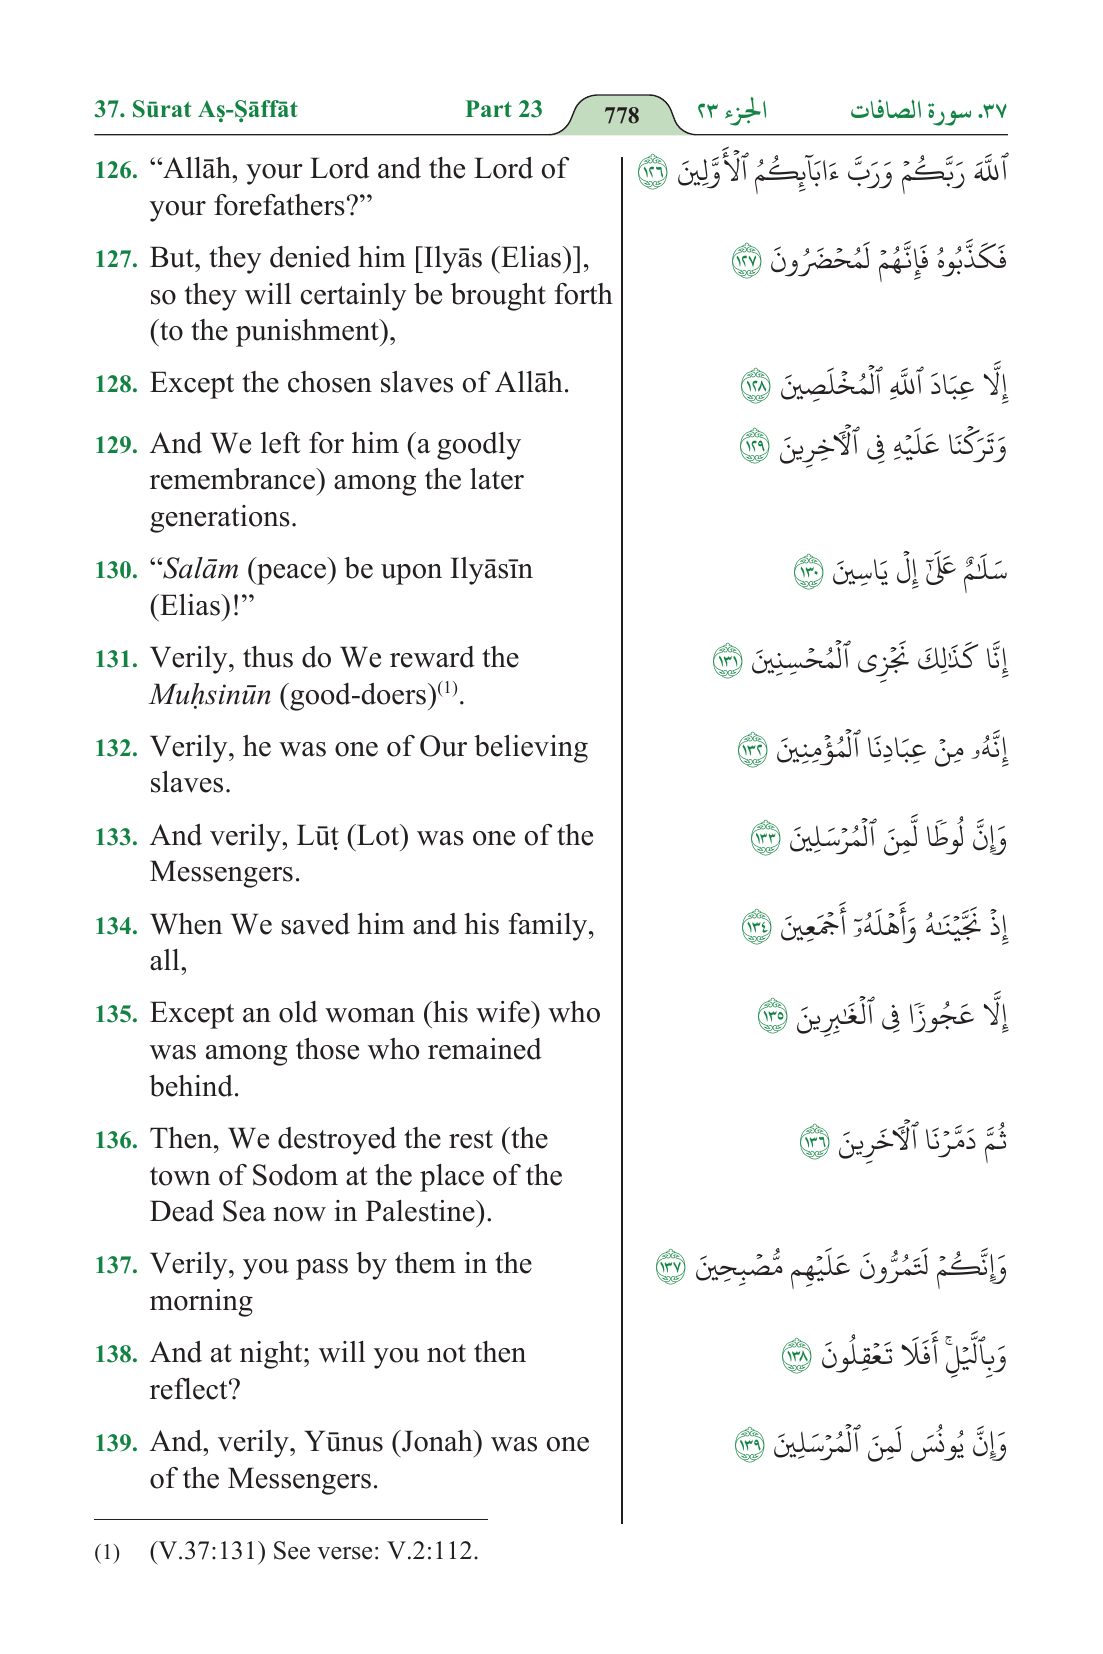 37. Sūrat Aṣ-Ṣāffāt Part 23 778 الجزء ٢٣ ٣٧. سورة الصافات
126. “Allāh, your Lord and the Lord of
your forefathers?”
ٱللَّهَ رَبَّكُمۡ وَرَبَّ ءَابَآئِكُمُ ٱلۡأَوَّلِينَ ١٢٦
127. But, they denied him [Ilyās (Elias)],
so they will certainly be brought forth
(to the punishment),
فَكَذَّبُوهُ فَإِنَّهُمۡ لَمُحۡضَرُونَ ١٢٧
128. Except the chosen slaves of Allāh.
إِلَّا عِبَادَ ٱللَّهِ ٱلۡمُخۡلَصِينَ ١٢٨
129. And We left for him (a goodly
remembrance) among the later
generations.
وَتَرَكۡنَا عَلَيۡهِ فِي ٱلۡأٓخِرِينَ ١٢٩
130. “Salām (peace) be upon Ilyāsīn
(Elias)!”
سَلَٰمٌ عَلَىٰٓ إِلۡ يَاسِينَ ١٣٠
131. Verily, thus do We reward the
Muḥsinūn (good-doers)(1).
إِنَّا كَذَٰلِكَ نَجۡزِي ٱلۡمُحۡسِنِينَ ١٣١
132. Verily, he was one of Our believing
slaves.
إِنَّهُۥ مِنۡ عِبَادِنَا ٱلۡمُؤۡمِنِينَ ١٣٢
133. And verily, Lūṭ (Lot) was one of the
Messengers.
وَإِنَّ لُوطٗا لَّمِنَ ٱلۡمُرۡسَلِينَ ١٣٣
134. When We saved him and his family,
all,
إِذۡ نَجَّيۡنَٰهُ وَأَهۡلَهُۥٓ أَجۡمَعِينَ ١٣٤
135. Except an old woman (his wife) who
was among those who remained
behind.
إِلَّا عَجُوزٗا فِي ٱلۡغَٰبِرِينَ ١٣٥
136. Then, We destroyed the rest (the
town of Sodom at the place of the
Dead Sea now in Palestine).
ثُمَّ دَمَّرۡنَا ٱلۡأٓخَرِينَ ١٣٦
137. Verily, you pass by them in the
morning
وَإِنَّكُمۡ لَتَمُرُّونَ عَلَيۡهِم مُّصۡبِحِينَ ١٣٧
138. And at night; will you not then
reflect?
وَبِٱلَّيۡلِۚ أَفَلَا تَعۡقِلُونَ ١٣٨
139. And, verily, Yūnus (Jonah) was one
of the Messengers.
وَإِنَّ يُونُسَ لَمِنَ ٱلۡمُرۡسَلِينَ ١٣٩
(1) (V.37:131) See verse: V.2:112.